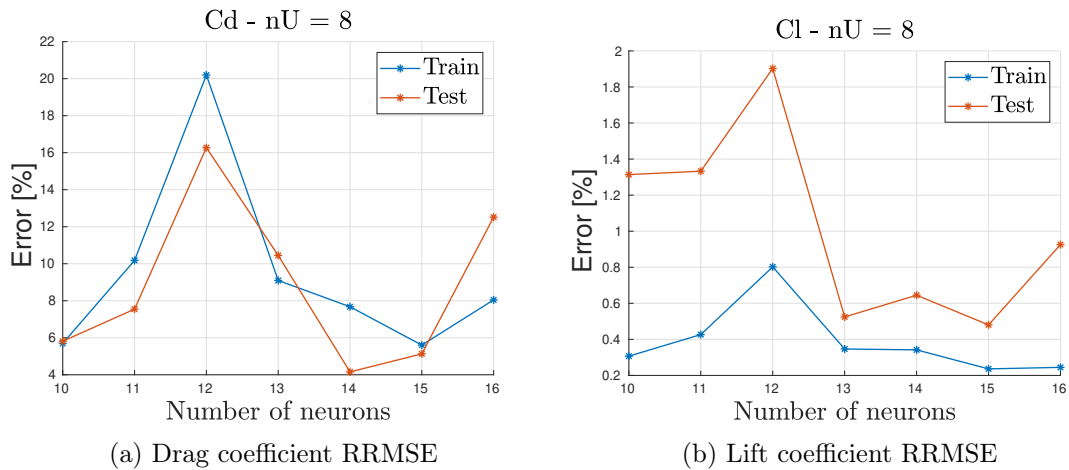 Cd - nU = 8
22
20
18
16
14
12
10
8
6
4
Error [%]
Train
Test
10 11 12 13 14 15 16
Number of neurons
(a) Drag coefficient RRMSE
Cl - nU = 8
2
1.8
1.6
1.4
1.2
1
0.8
0.6
0.4
0.2
Error [%]
Train
Test
10 11 12 13 14 15 16
Number of neurons
(b) Lift coefficient RRMSE